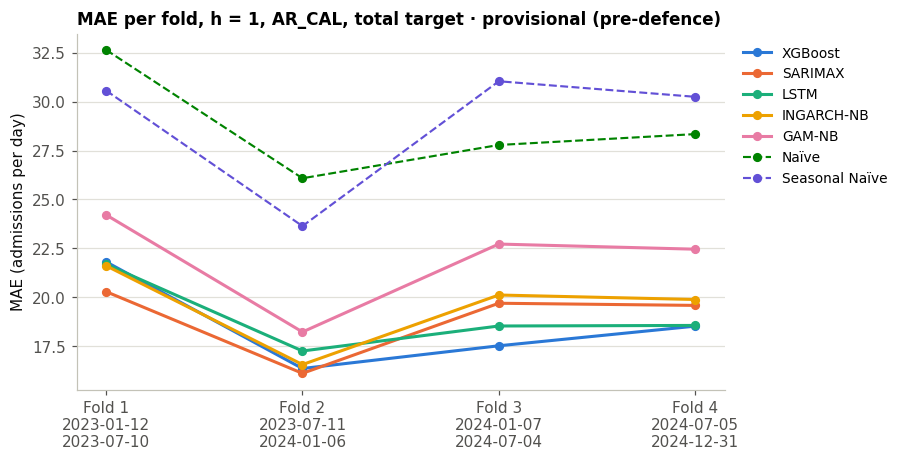 MAE per fold, h = 1, AR_CAL, total target · provisional (pre-defence)
MAE (admissions per day)
32.5
30.0
27.5
25.0
22.5
20.0
17.5
Fold 1
2023-01-12
2023-07-10
Fold 2
2023-07-11
2024-01-06
Fold 3
2024-01-07
2024-07-04
Fold 4
2024-07-05
2024-12-31
XGBoost
SARIMAX
LSTM
INGARCH-NB
GAM-NB
Naïve
Seasonal Naïve